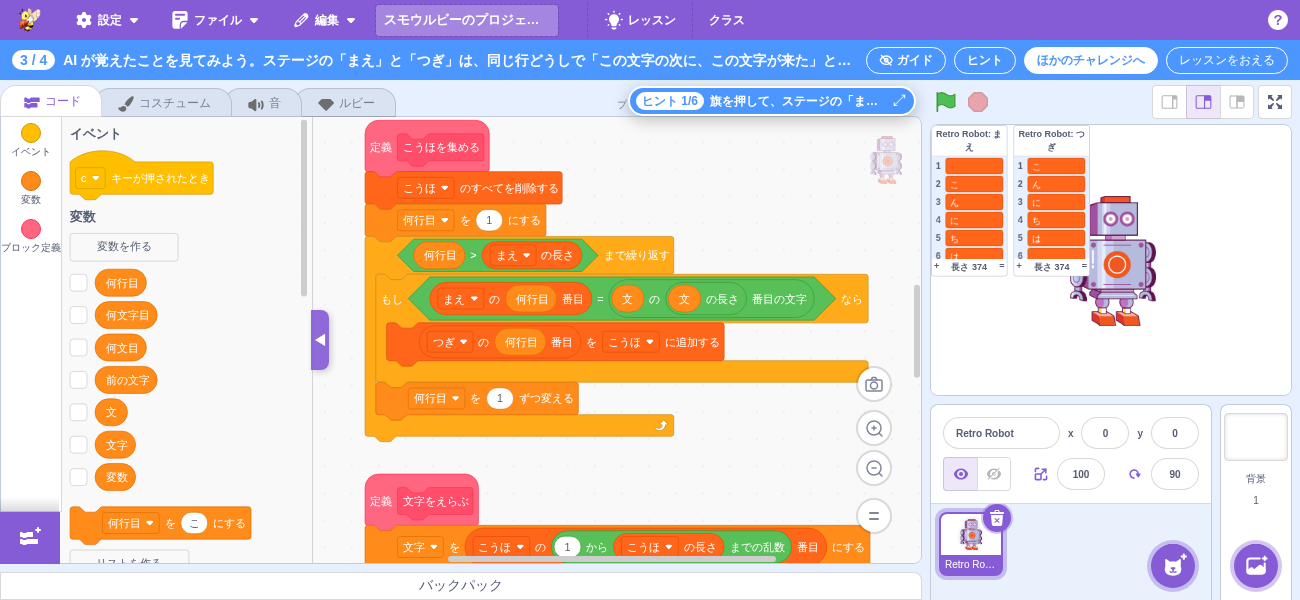 設定
ファイル
編集
スモウルビーのプロジェ…
レッスン
クラス
?
3 / 4
AI が覚えたことを見てみよう。ステージの「まえ」と「つぎ」は、同じ行どうしで「この文字の次に、この文字が来た」と…
ガイド
ヒント
ほかのチャレンジへ
レッスンをおえる
コード
コスチューム
音
ルビー
ヒント 1/6
旗を押して、ステージの「ま…
イベント
変数
ブロック定義
イベント
c キーが押されたとき
変数
変数を作る
何行目
何文字目
何文目
前の文字
文
文字
変数
何行目 を こ にする
リストを作る
定義 こうほを集める
こうほ のすべてを削除する
何行目 を 1 にする
何行目 > まえ の長さ まで繰り返す
もし まえ の 何行目 番目 = 文 の 文 の長さ 番目の文字 なら
つぎ の 何行目 番目 を こうほ に追加する
何行目 を 1 ずつ変える
定義 文字をえらぶ
文字 を こうほ の 1 から こうほ の長さ までの乱数 番目 にする
Retro Robot: まえ
1
2 こ
3 ん
4 に
5 ち
6 は
+ 長さ 374 =
Retro Robot: つぎ
1 こ
2 ん
3 に
4 ち
5 は
6
+ 長さ 374 =
Retro Robot
x 0
y 0
100
90
Retro Ro…
背景
1
バックパック